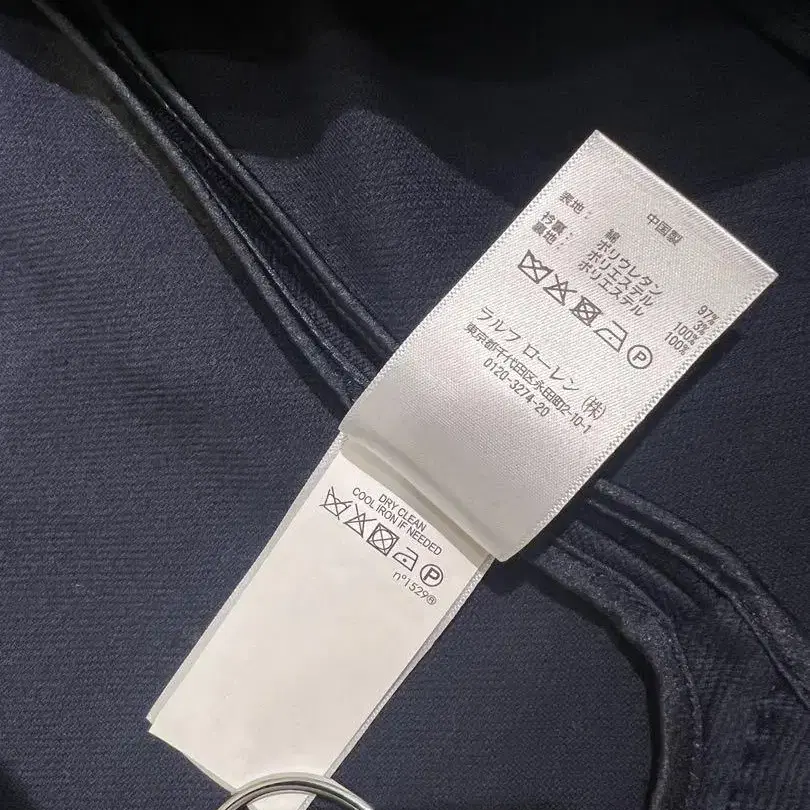 中国製
表地： 綿 97%
ポリウレタン 3%
衿裏： ポリエステル 100%
裏地： ポリエステル 100%
P
ラルフ ローレン (株)
東京都千代田区永田町2-10-1
0120-3274-20
DRY CLEAN
COOL IRON IF NEEDED
P
nº1529®